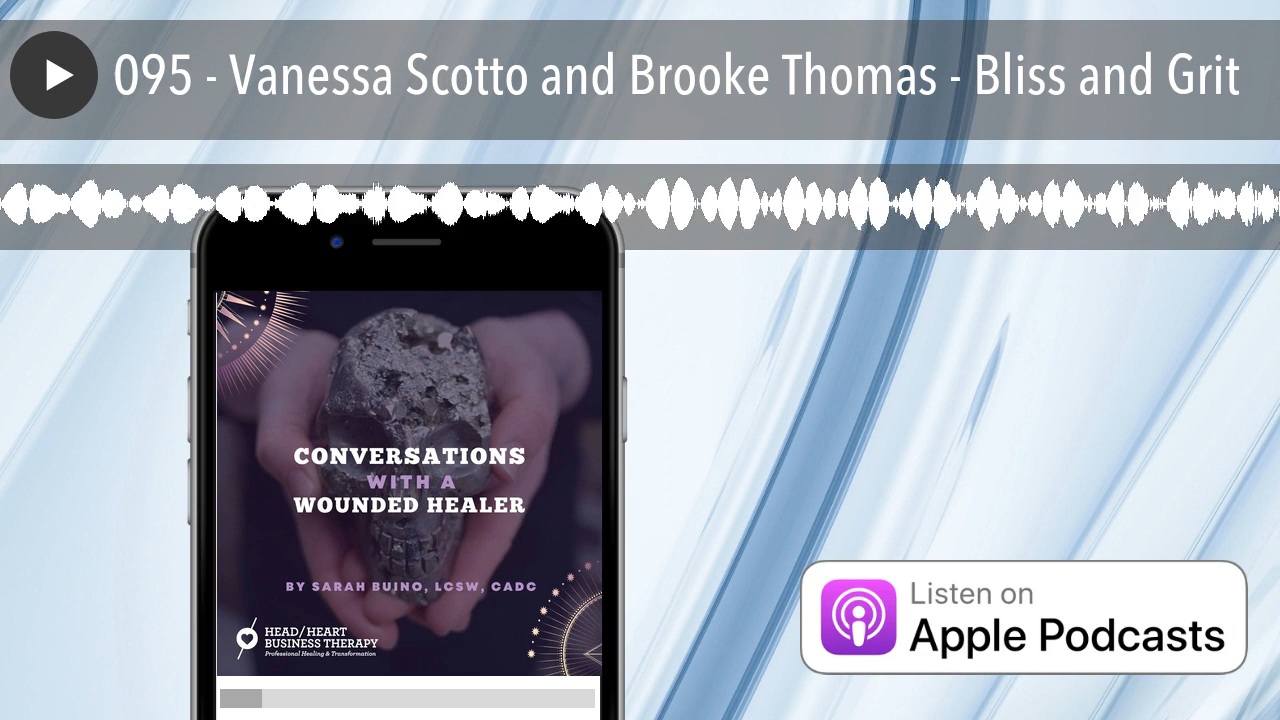 095 - Vanessa Scotto and Brooke Thomas - Bliss and Grit
CONVERSATIONS
WITH A
WOUNDED HEALER
BY SARAH BUINO, LCSW, CADC
HEAD/HEART
BUSINESS THERAPY
Professional Healing & Transformation
Listen on
Apple Podcasts